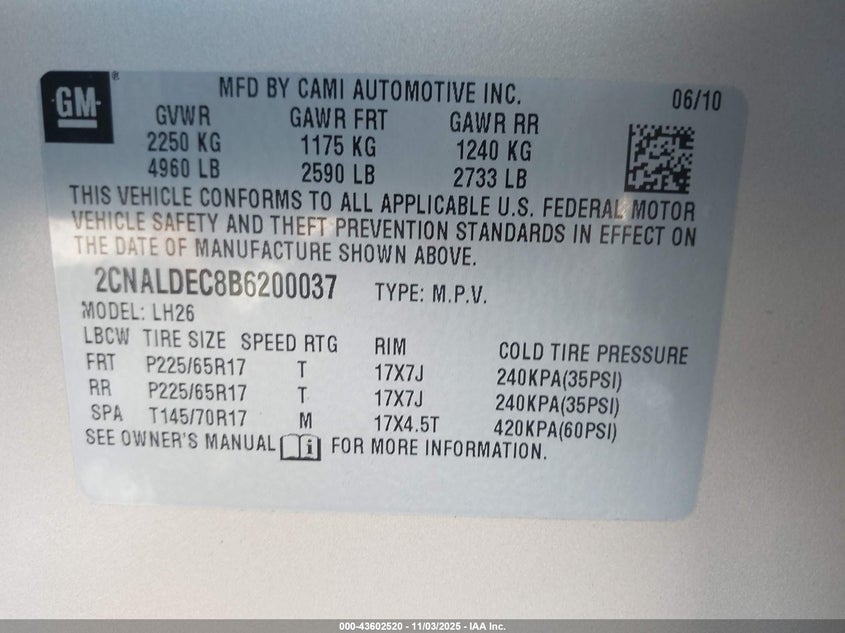 GM
®
MFD BY CAMI AUTOMOTIVE INC.
06/10
GVWR GAWR FRT GAWR RR
2250 KG 1175 KG 1240 KG
4960 LB 2590 LB 2733 LB
THIS VEHICLE CONFORMS TO ALL APPLICABLE U.S. FEDERAL MOTOR
VEHICLE SAFETY AND THEFT PREVENTION STANDARDS IN EFFECT ON
THE DATE OF MANUFACTURE SHOWN ABOVE.
2CNALDEC8B6200037 TYPE: M.P.V.
MODEL: LH26
LBCW TIRE SIZE SPEED RTG RIM COLD TIRE PRESSURE
FRT P225/65R17 T 17X7J 240KPA(35PSI)
RR P225/65R17 T 17X7J 240KPA(35PSI)
SPA T145/70R17 M 17X4.5T 420KPA(60PSI)
SEE OWNER'S MANUAL i FOR MORE INFORMATION.
000-43602520 - 11/03/2025 - IAA Inc.